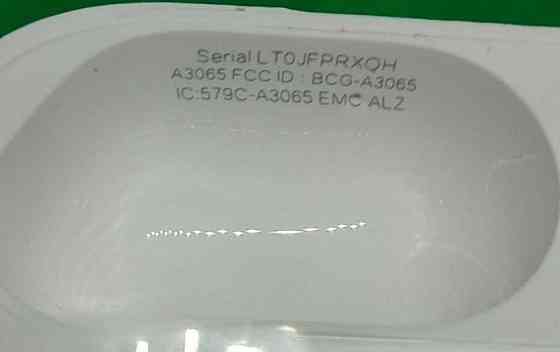 Serial LT0JFPRXQH
A3065 FCC ID : BCG-A3065
IC:579C-A3065 EMC ALZ